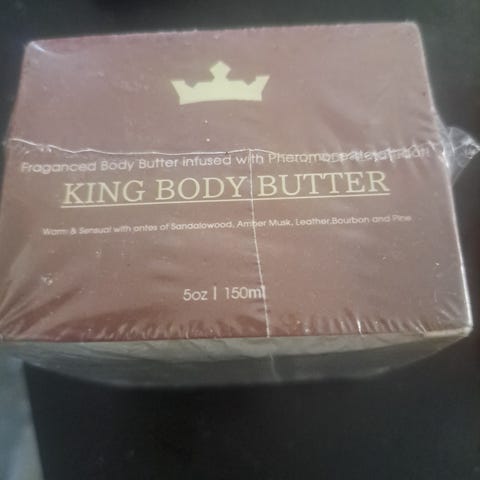 Fraganced Body Butter infused with Pheromone
KING BODY BUTTER
Warm & Sensual with antes of Sandalowood, Amber Musk, Leather,Bourbon and Pine
5oz | 150ml